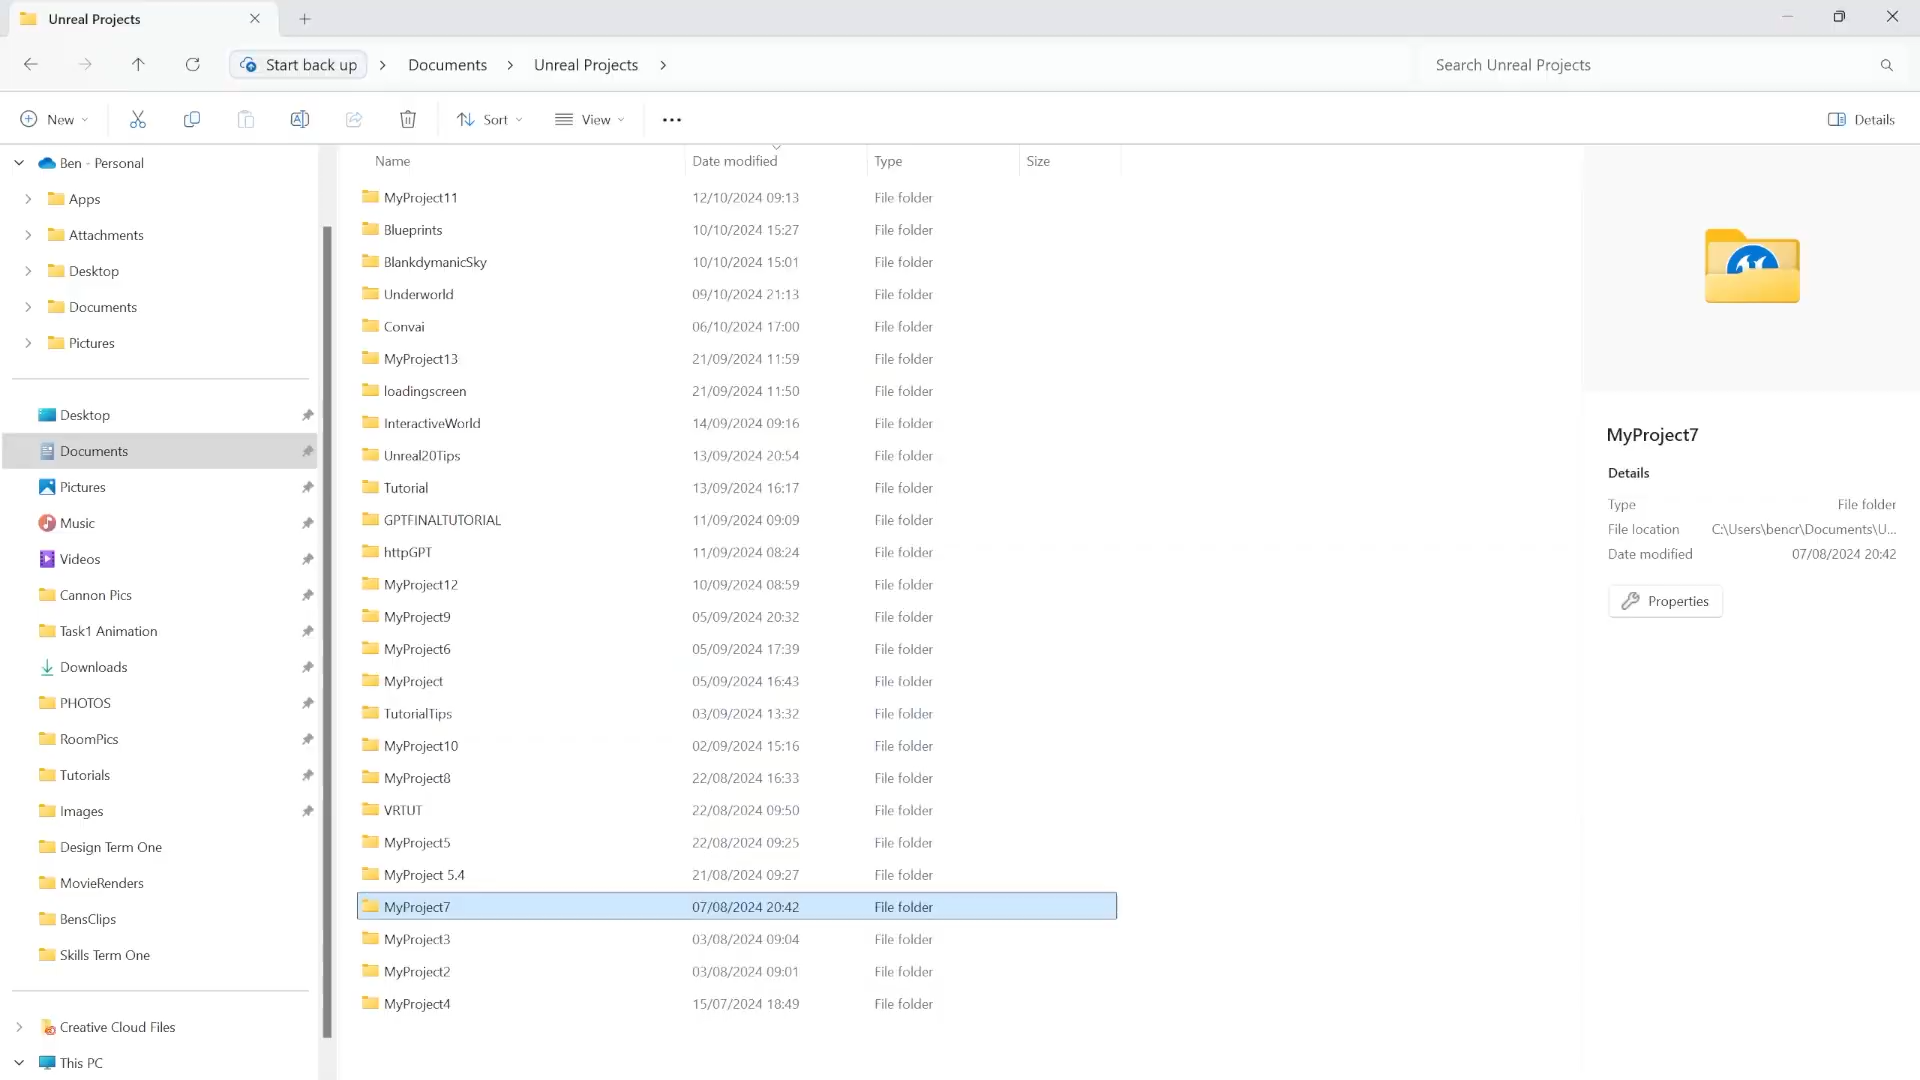 Unreal Projects
Start back up > Documents > Unreal Projects >
Search Unreal Projects
New
Sort
View
Details
Ben - Personal
Apps
Attachments
Desktop
Documents
Pictures
Desktop
Documents
Pictures
Music
Videos
Cannon Pics
Task1 Animation
Downloads
PHOTOS
RoomPics
Tutorials
Images
Design Term One
MovieRenders
BensClips
Skills Term One
Creative Cloud Files
This PC
Name Date modified Type Size
MyProject11 12/10/2024 09:13 File folder
Blueprints 10/10/2024 15:27 File folder
BlankdymanicSky 10/10/2024 15:01 File folder
Underworld 09/10/2024 21:13 File folder
Convai 06/10/2024 17:00 File folder
MyProject13 21/09/2024 11:59 File folder
loadingscreen 21/09/2024 11:50 File folder
InteractiveWorld 14/09/2024 09:16 File folder
Unreal20Tips 13/09/2024 20:54 File folder
Tutorial 13/09/2024 16:17 File folder
GPTFINALTUTORIAL 11/09/2024 09:09 File folder
httpGPT 11/09/2024 08:24 File folder
MyProject12 10/09/2024 08:59 File folder
MyProject9 05/09/2024 20:32 File folder
MyProject6 05/09/2024 17:39 File folder
MyProject 05/09/2024 16:43 File folder
TutorialTips 03/09/2024 13:32 File folder
MyProject10 02/09/2024 15:16 File folder
MyProject8 22/08/2024 16:33 File folder
VRTUT 22/08/2024 09:50 File folder
MyProject5 22/08/2024 09:25 File folder
MyProject 5.4 21/08/2024 09:27 File folder
MyProject7 07/08/2024 20:42 File folder
MyProject3 03/08/2024 09:04 File folder
MyProject2 03/08/2024 09:01 File folder
MyProject4 15/07/2024 18:49 File folder
MyProject7
Details
Type File folder
File location C:\Users\bencr\Documents\U...
Date modified 07/08/2024 20:42
Properties